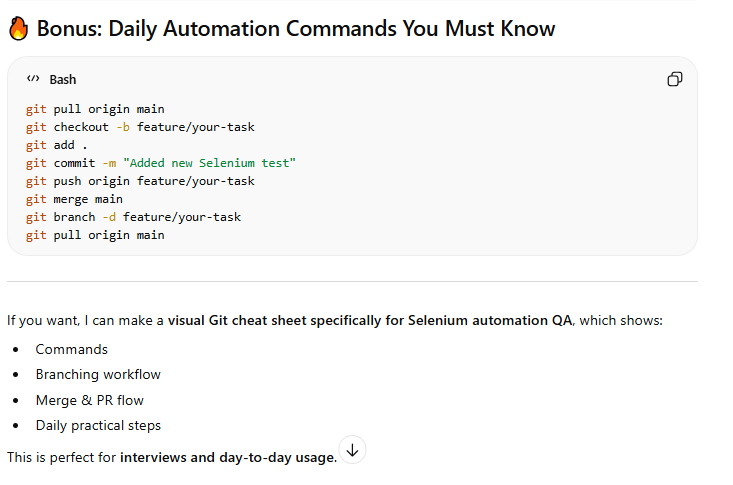 🔥 Bonus: Daily Automation Commands You Must Know
</> Bash
git pull origin main
git checkout -b feature/your-task
git add .
git commit -m "Added new Selenium test"
git push origin feature/your-task
git merge main
git branch -d feature/your-task
git pull origin main
If you want, I can make a visual Git cheat sheet specifically for Selenium automation QA, which shows:
• Commands
• Branching workflow
• Merge & PR flow
• Daily practical steps
This is perfect for interviews and day-to-day usage.